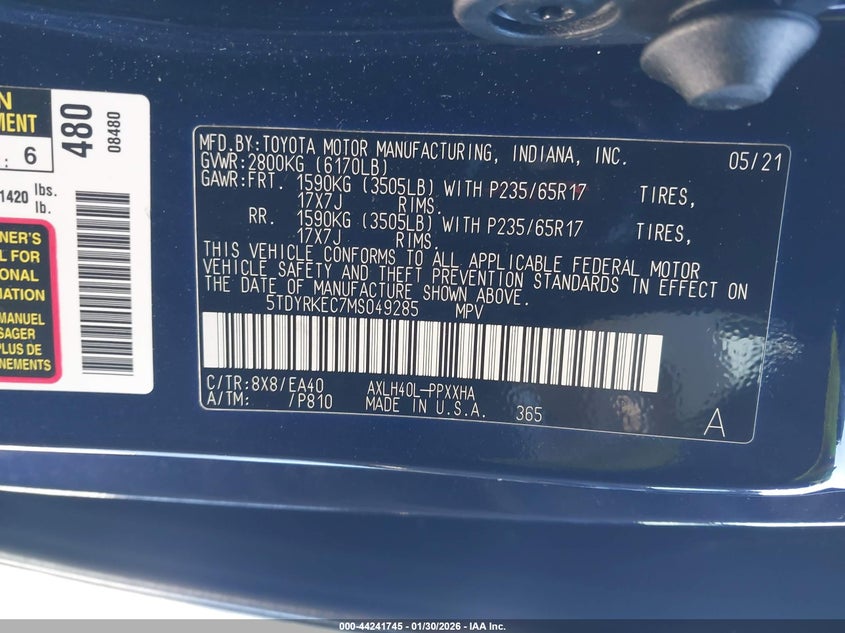 N
EMENT
: 6
480
08480
1420 lbs.
lb.
NER'S
L FOR
IONAL
MATION
MANUEL
SAGER
PLUS DE
NEMENTS
MFD.BY:TOYOTA MOTOR MANUFACTURING, INDIANA, INC. 05/21
GVWR:2800KG (6170LB)
GAWR:FRT. 1590KG (3505LB) WITH P235/65R17 TIRES,
17X7J RIMS.
RR. 1590KG (3505LB) WITH P235/65R17 TIRES,
17X7J RIMS.
THIS VEHICLE CONFORMS TO ALL APPLICABLE FEDERAL MOTOR
VEHICLE SAFETY AND THEFT PREVENTION STANDARDS IN EFFECT ON
THE DATE OF MANUFACTURE SHOWN ABOVE.
5TDYRKEC7MS049285 MPV
C/TR:8X8/EA40 AXLH40L-PPXXHA
A/TM: /P810 MADE IN U.S.A. 365
A
000-44241745 - 01/30/2026 - IAA Inc.